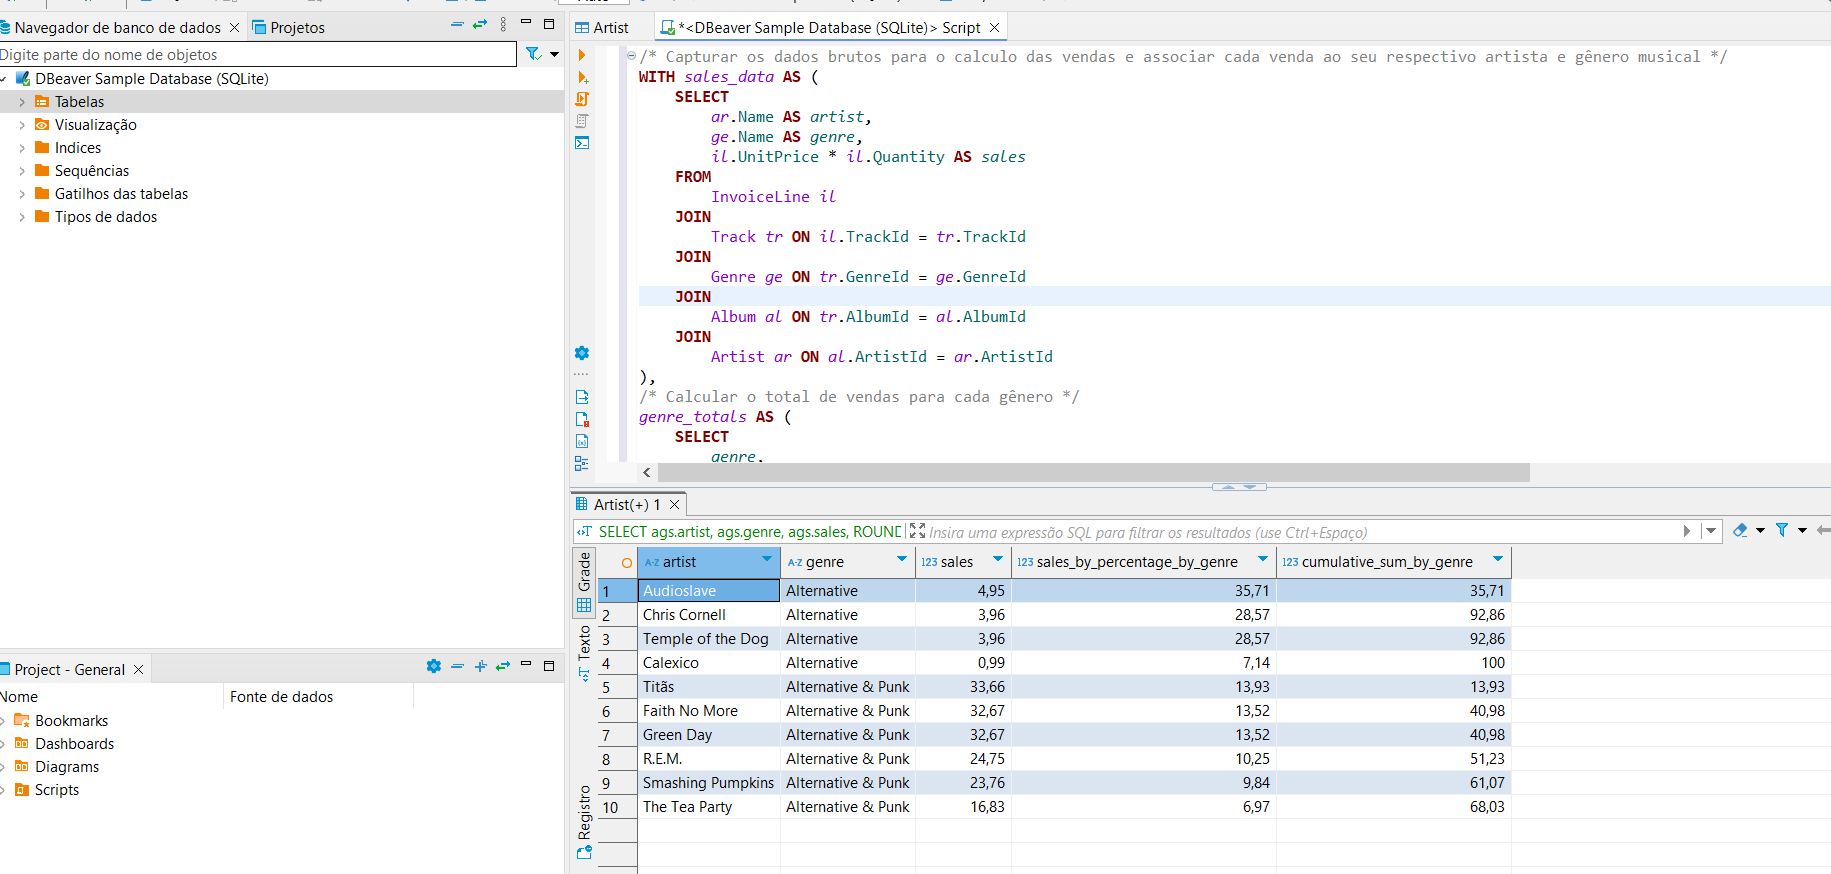 Navegador de banco de dados
Projetos
Digite parte do nome de objetos
DBeaver Sample Database (SQLite)
Tabelas
Visualização
Indices
Sequências
Gatilhos das tabelas
Tipos de dados
Project - General
Nome
Fonte de dados
Bookmarks
Dashboards
Diagrams
Scripts
Artist
*<DBeaver Sample Database (SQLite)> Script
/* Capturar os dados brutos para o calculo das vendas e associar cada venda ao seu respectivo artista e gênero musical */
WITH sales_data AS (
SELECT
ar.Name AS artist,
ge.Name AS genre,
il.UnitPrice * il.Quantity AS sales
FROM
InvoiceLine il
JOIN
Track tr ON il.TrackId = tr.TrackId
JOIN
Genre ge ON tr.GenreId = ge.GenreId
JOIN
Album al ON tr.AlbumId = al.AlbumId
JOIN
Artist ar ON al.ArtistId = ar.ArtistId
),
/* Calcular o total de vendas para cada gênero */
genre_totals AS (
SELECT
genre,
Artist(+) 1
SELECT ags.artist, ags.genre, ags.sales, ROUND
Insira uma expressão SQL para filtrar os resultados (use Ctrl+Espaço)
Grade
Texto
Registro
A-Z artist A-Z genre 123 sales 123 sales_by_percentage_by_genre 123 cumulative_sum_by_genre
1 Audioslave Alternative 4,95 35,71 35,71
2 Chris Cornell Alternative 3,96 28,57 92,86
3 Temple of the Dog Alternative 3,96 28,57 92,86
4 Calexico Alternative 0,99 7,14 100
5 Titãs Alternative & Punk 33,66 13,93 13,93
6 Faith No More Alternative & Punk 32,67 13,52 40,98
7 Green Day Alternative & Punk 32,67 13,52 40,98
8 R.E.M. Alternative & Punk 24,75 10,25 51,23
9 Smashing Pumpkins Alternative & Punk 23,76 9,84 61,07
10 The Tea Party Alternative & Punk 16,83 6,97 68,03